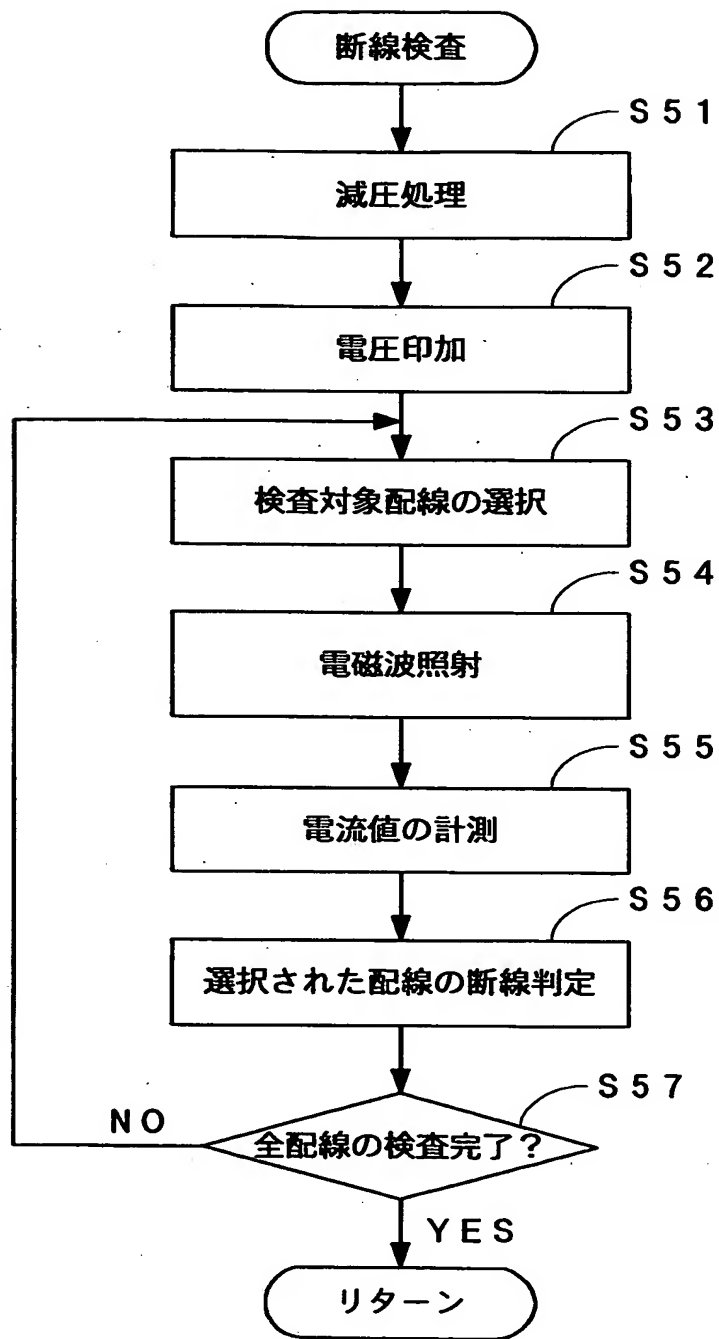 断線検査
S51
減圧処理
S52
電圧印加
S53
検査対象配線の選択
S54
電磁波照射
S55
電流値の計測
S56
選択された配線の断線判定
S57
NO
全配線の検査完了?
YES
リターン